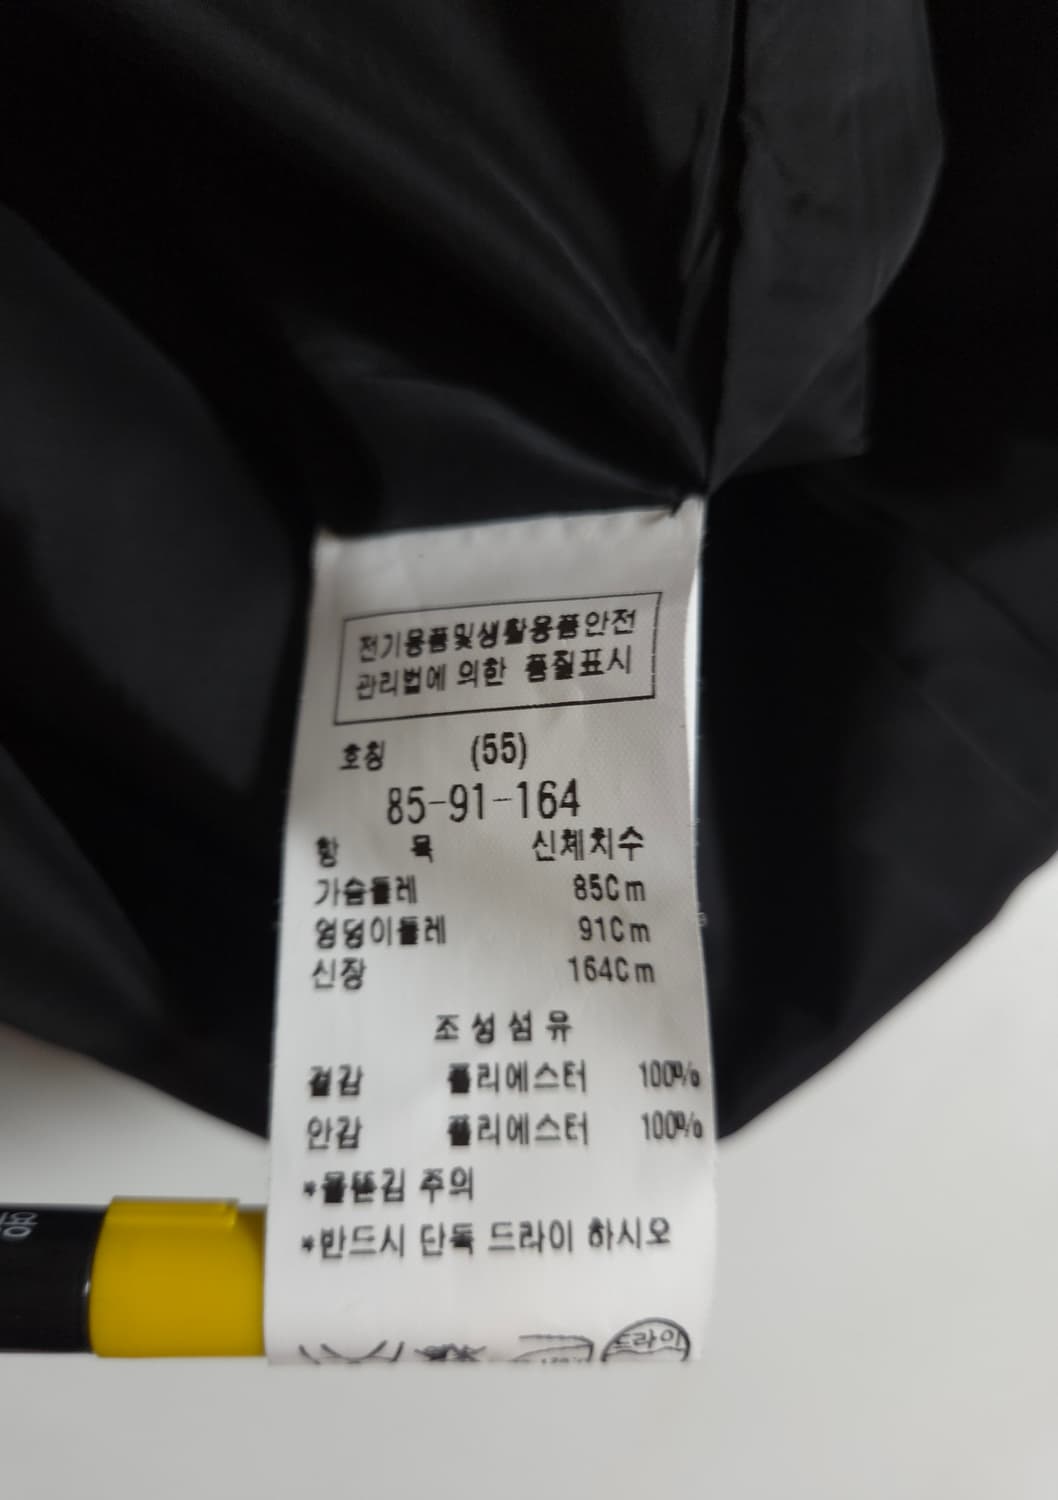 전기용품및생활용품안전
관리법에 의한 품질표시
호칭 (55)
85-91-164
항 목 신체치수
가슴둘레 85Cm
엉덩이둘레 91Cm
신장 164Cm
조성섬유
겉감 폴리에스터 100%
안감 폴리에스터 100%
*올뜯김 주의
*반드시 단독 드라이 하시오
드라이